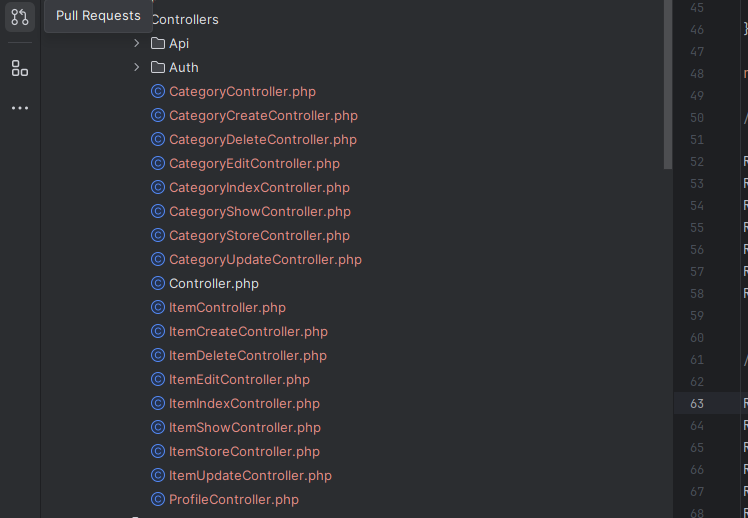 Pull Requests
Controllers
Api
Auth
CategoryController.php
CategoryCreateController.php
CategoryDeleteController.php
CategoryEditController.php
CategoryIndexController.php
CategoryShowController.php
CategoryStoreController.php
CategoryUpdateController.php
Controller.php
ItemController.php
ItemCreateController.php
ItemDeleteController.php
ItemEditController.php
ItemIndexController.php
ItemShowController.php
ItemStoreController.php
ItemUpdateController.php
ProfileController.php
45
46 }
47
48
49
50 /
51
52 R
53 R
54 R
55 R
56 R
57 R
58 R
59
60
61 /
62
63 R
64 R
65 R
66 R
67 R
68 R